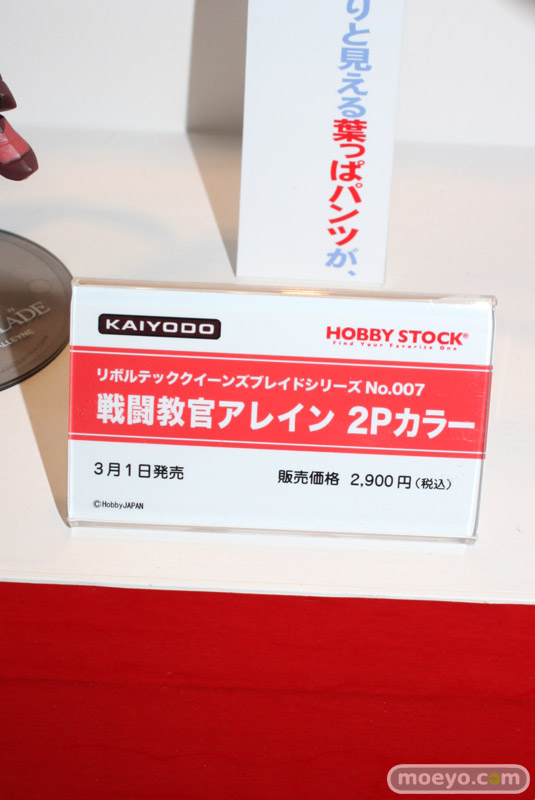 りと見える葉っぱパンツが、
ADE
LLEYNE
KAIYODO
HOBBY STOCK®
Find Your Favorite One
リボルテッククイーンズブレイドシリーズ No.007
戦闘教官アレイン 2Pカラー
3月1日発売
販売価格 2,900円(税込)
©HobbyJAPAN
moeyo.com